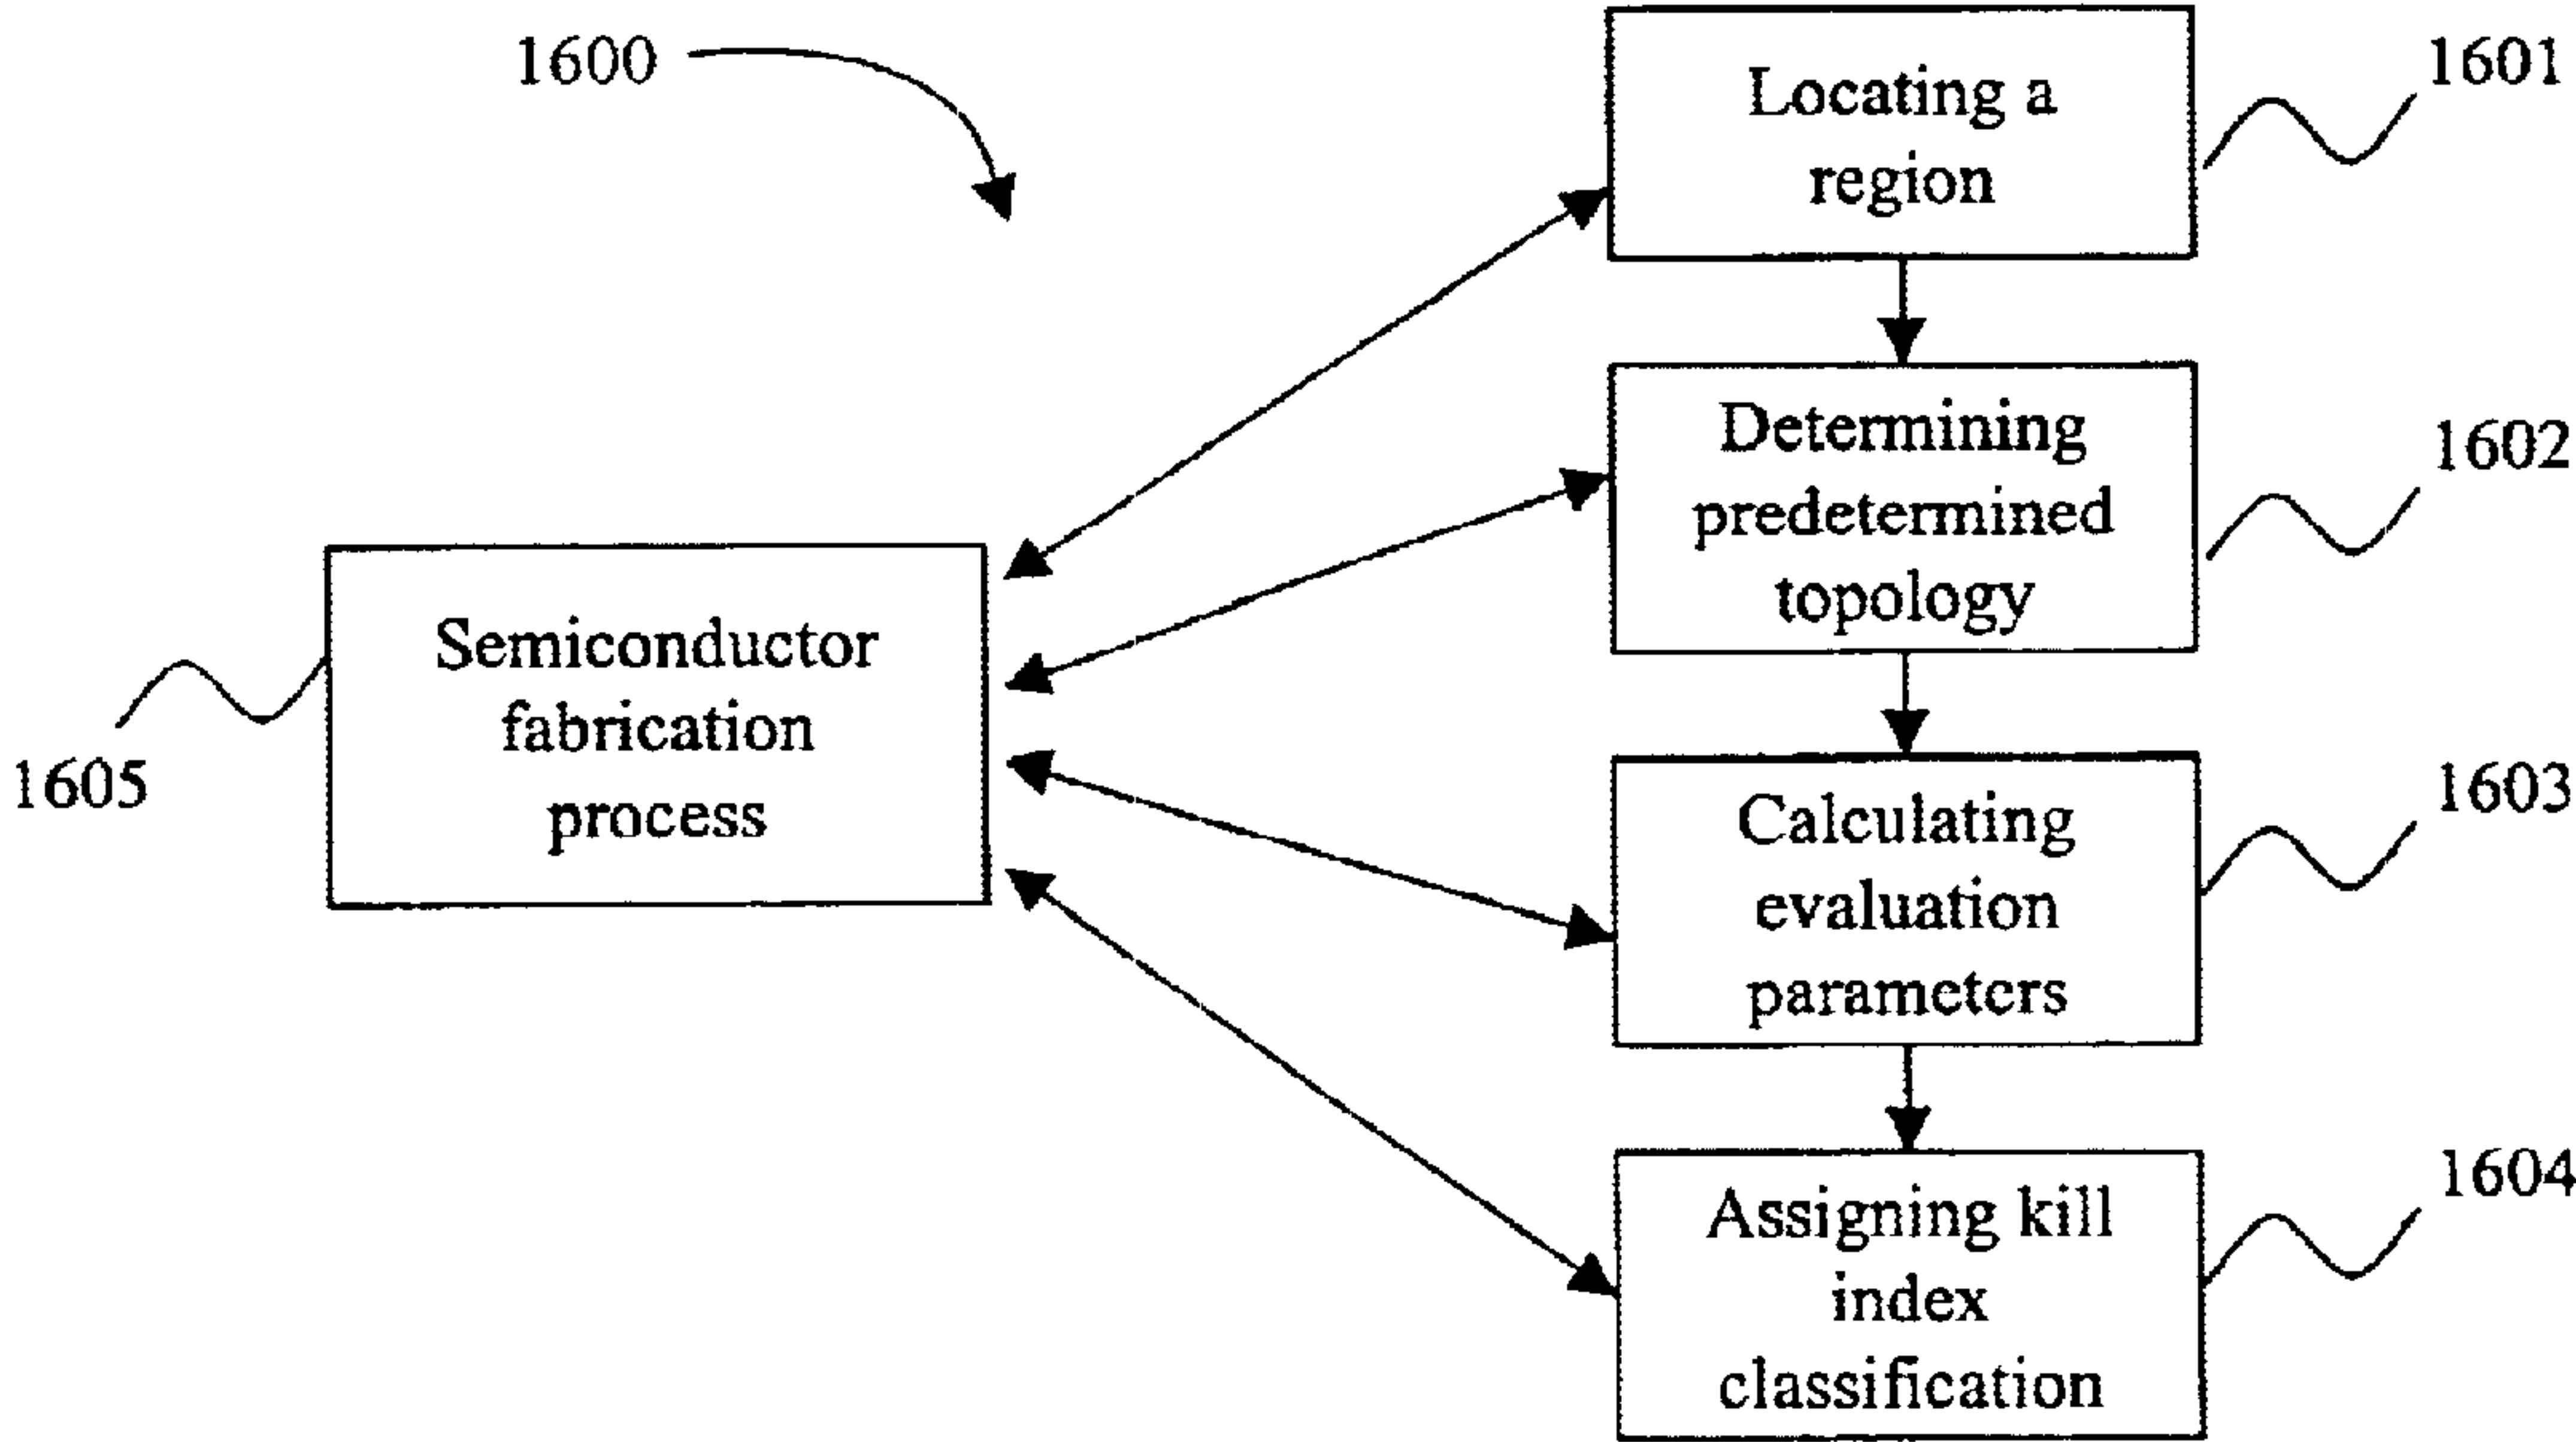 1600
Locating a
region
1601
Determining
predetermined
topology
1602
Semiconductor
fabrication
process
1605
Calculating
evaluation
parameters
1603
Assigning kill
index
classification
1604